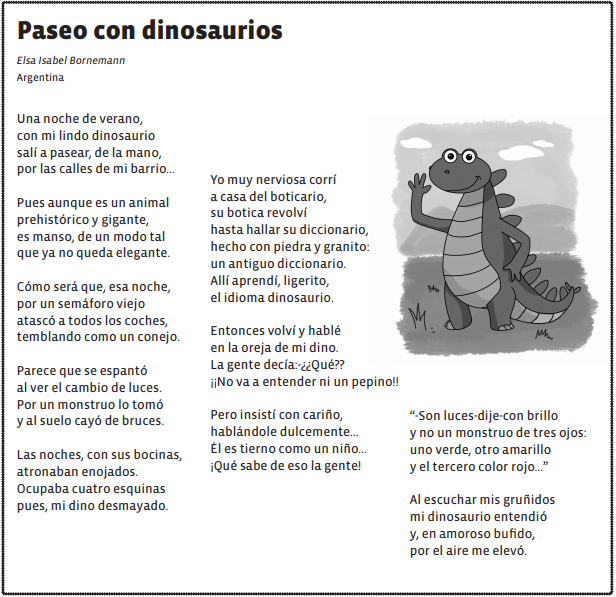 Paseo con dinosaurios
Elsa Isabel Bornemann
Argentina
Una noche de verano,
con mi lindo dinosaurio
salí a pasear, de la mano,
por las calles de mi barrio...
Pues aunque es un animal
prehistórico y gigante,
es manso, de un modo tal
que ya no queda elegante.
Cómo será que, esa noche,
por un semáforo viejo
atascó a todos los coches,
temblando como un conejo.
Parece que se espantó
al ver el cambio de luces.
Por un monstruo lo tomó
y al suelo cayó de bruces.
Las noches, con sus bocinas,
atronaban enojados.
Ocupaba cuatro esquinas
pues, mi dino desmayado.
Yo muy nerviosa corrí
a casa del boticario,
su botica revolví
hasta hallar su diccionario,
hecho con piedra y granito:
un antiguo diccionario.
Allí aprendí, ligerito,
el idioma dinosaurio.
Entonces volví y hablé
en la oreja de mi dino.
La gente decía:-¿¿Qué??
¡¡No va a entender ni un pepino!!
Pero insistí con cariño,
hablándole dulcemente...
Él es tierno como un niño...
¡Qué sabe de eso la gente!
“-Son luces-dije-con brillo
y no un monstruo de tres ojos:
uno verde, otro amarillo
y el tercero color rojo...”
Al escuchar mis gruñidos
mi dinosaurio entendió
y, en amoroso bufido,
por el aire me elevó.